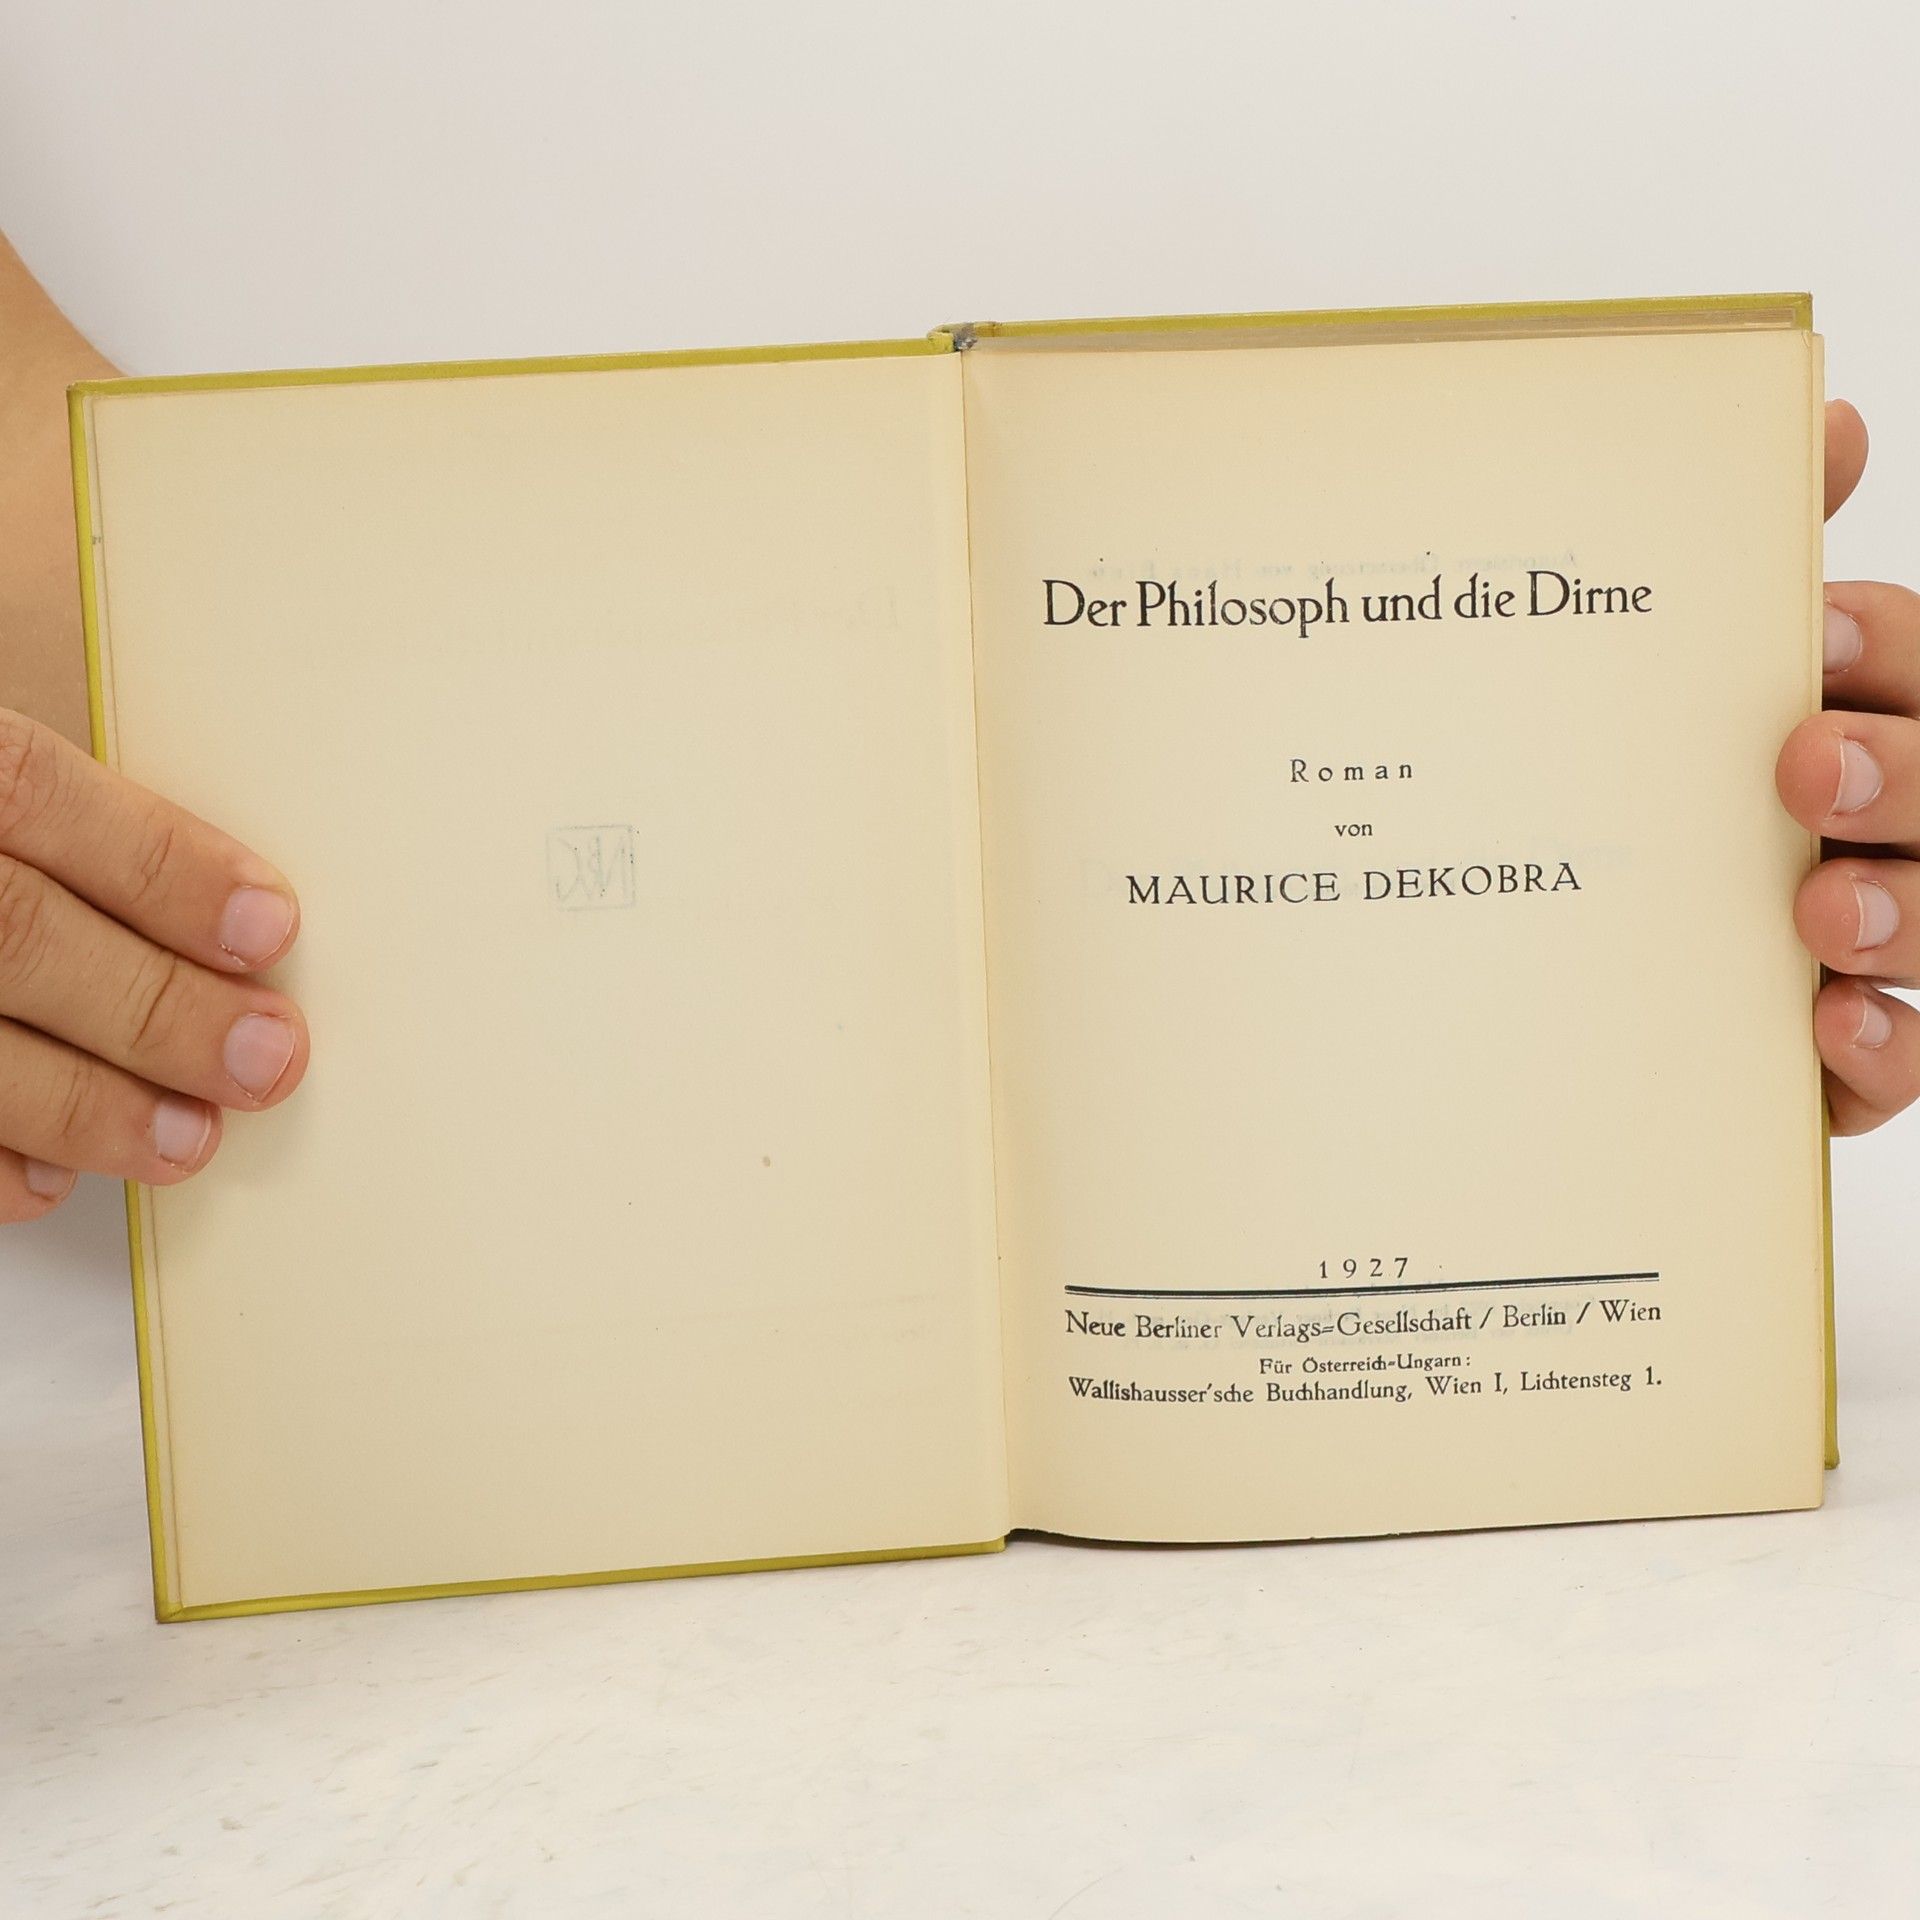 Der Philosoph und die Dirne
Roman
von
MAURICE DEKOBRA
1927
Neue Berliner Verlags=Gesellschaft / Berlin / Wien
Für Österreich-Ungarn:
Wallishausser'sche Buchhandlung, Wien I, Lichtensteg 1.